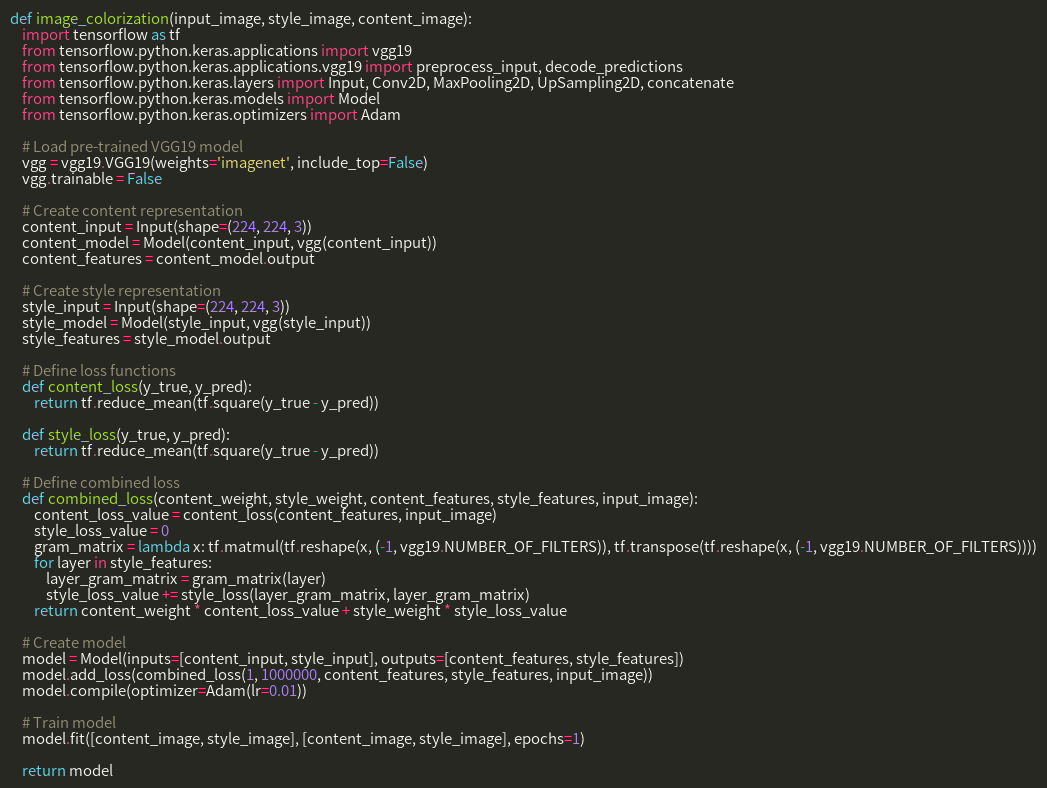 def image_colorization(input_image, style_image, content_image):
    import tensorflow as tf
    from tensorflow.python.keras.applications import vgg19
    from tensorflow.python.keras.applications.vgg19 import preprocess_input, decode_predictions
    from tensorflow.python.keras.layers import Input, Conv2D, MaxPooling2D, UpSampling2D, concatenate
    from tensorflow.python.keras.models import Model
    from tensorflow.python.keras.optimizers import Adam

    # Load pre-trained VGG19 model
    vgg = vgg19.VGG19(weights='imagenet', include_top=False)
    vgg.trainable = False

    # Create content representation
    content_input = Input(shape=(224, 224, 3))
    content_model = Model(content_input, vgg(content_input))
    content_features = content_model.output

    # Create style representation
    style_input = Input(shape=(224, 224, 3))
    style_model = Model(style_input, vgg(style_input))
    style_features = style_model.output

    # Define loss functions
    def content_loss(y_true, y_pred):
        return tf.reduce_mean(tf.square(y_true - y_pred))

    def style_loss(y_true, y_pred):
        return tf.reduce_mean(tf.square(y_true - y_pred))

    # Define combined loss
    def combined_loss(content_weight, style_weight, content_features, style_features, input_image):
        content_loss_value = content_loss(content_features, input_image)
        style_loss_value = 0
        gram_matrix = lambda x: tf.matmul(tf.reshape(x, (-1, vgg19.NUMBER_OF_FILTERS)), tf.transpose(tf.reshape(x, (-1, vgg19.NUMBER_OF_FILTERS))))
        for layer in style_features:
            layer_gram_matrix = gram_matrix(layer)
            style_loss_value += style_loss(layer_gram_matrix, layer_gram_matrix)
        return content_weight * content_loss_value + style_weight * style_loss_value

    # Create model
    model = Model(inputs=[content_input, style_input], outputs=[content_features, style_features])
    model.add_loss(combined_loss(1, 1000000, content_features, style_features, input_image))
    model.compile(optimizer=Adam(lr=0.01))

    # Train model
    model.fit([content_image, style_image], [content_image, style_image], epochs=1)

    return model